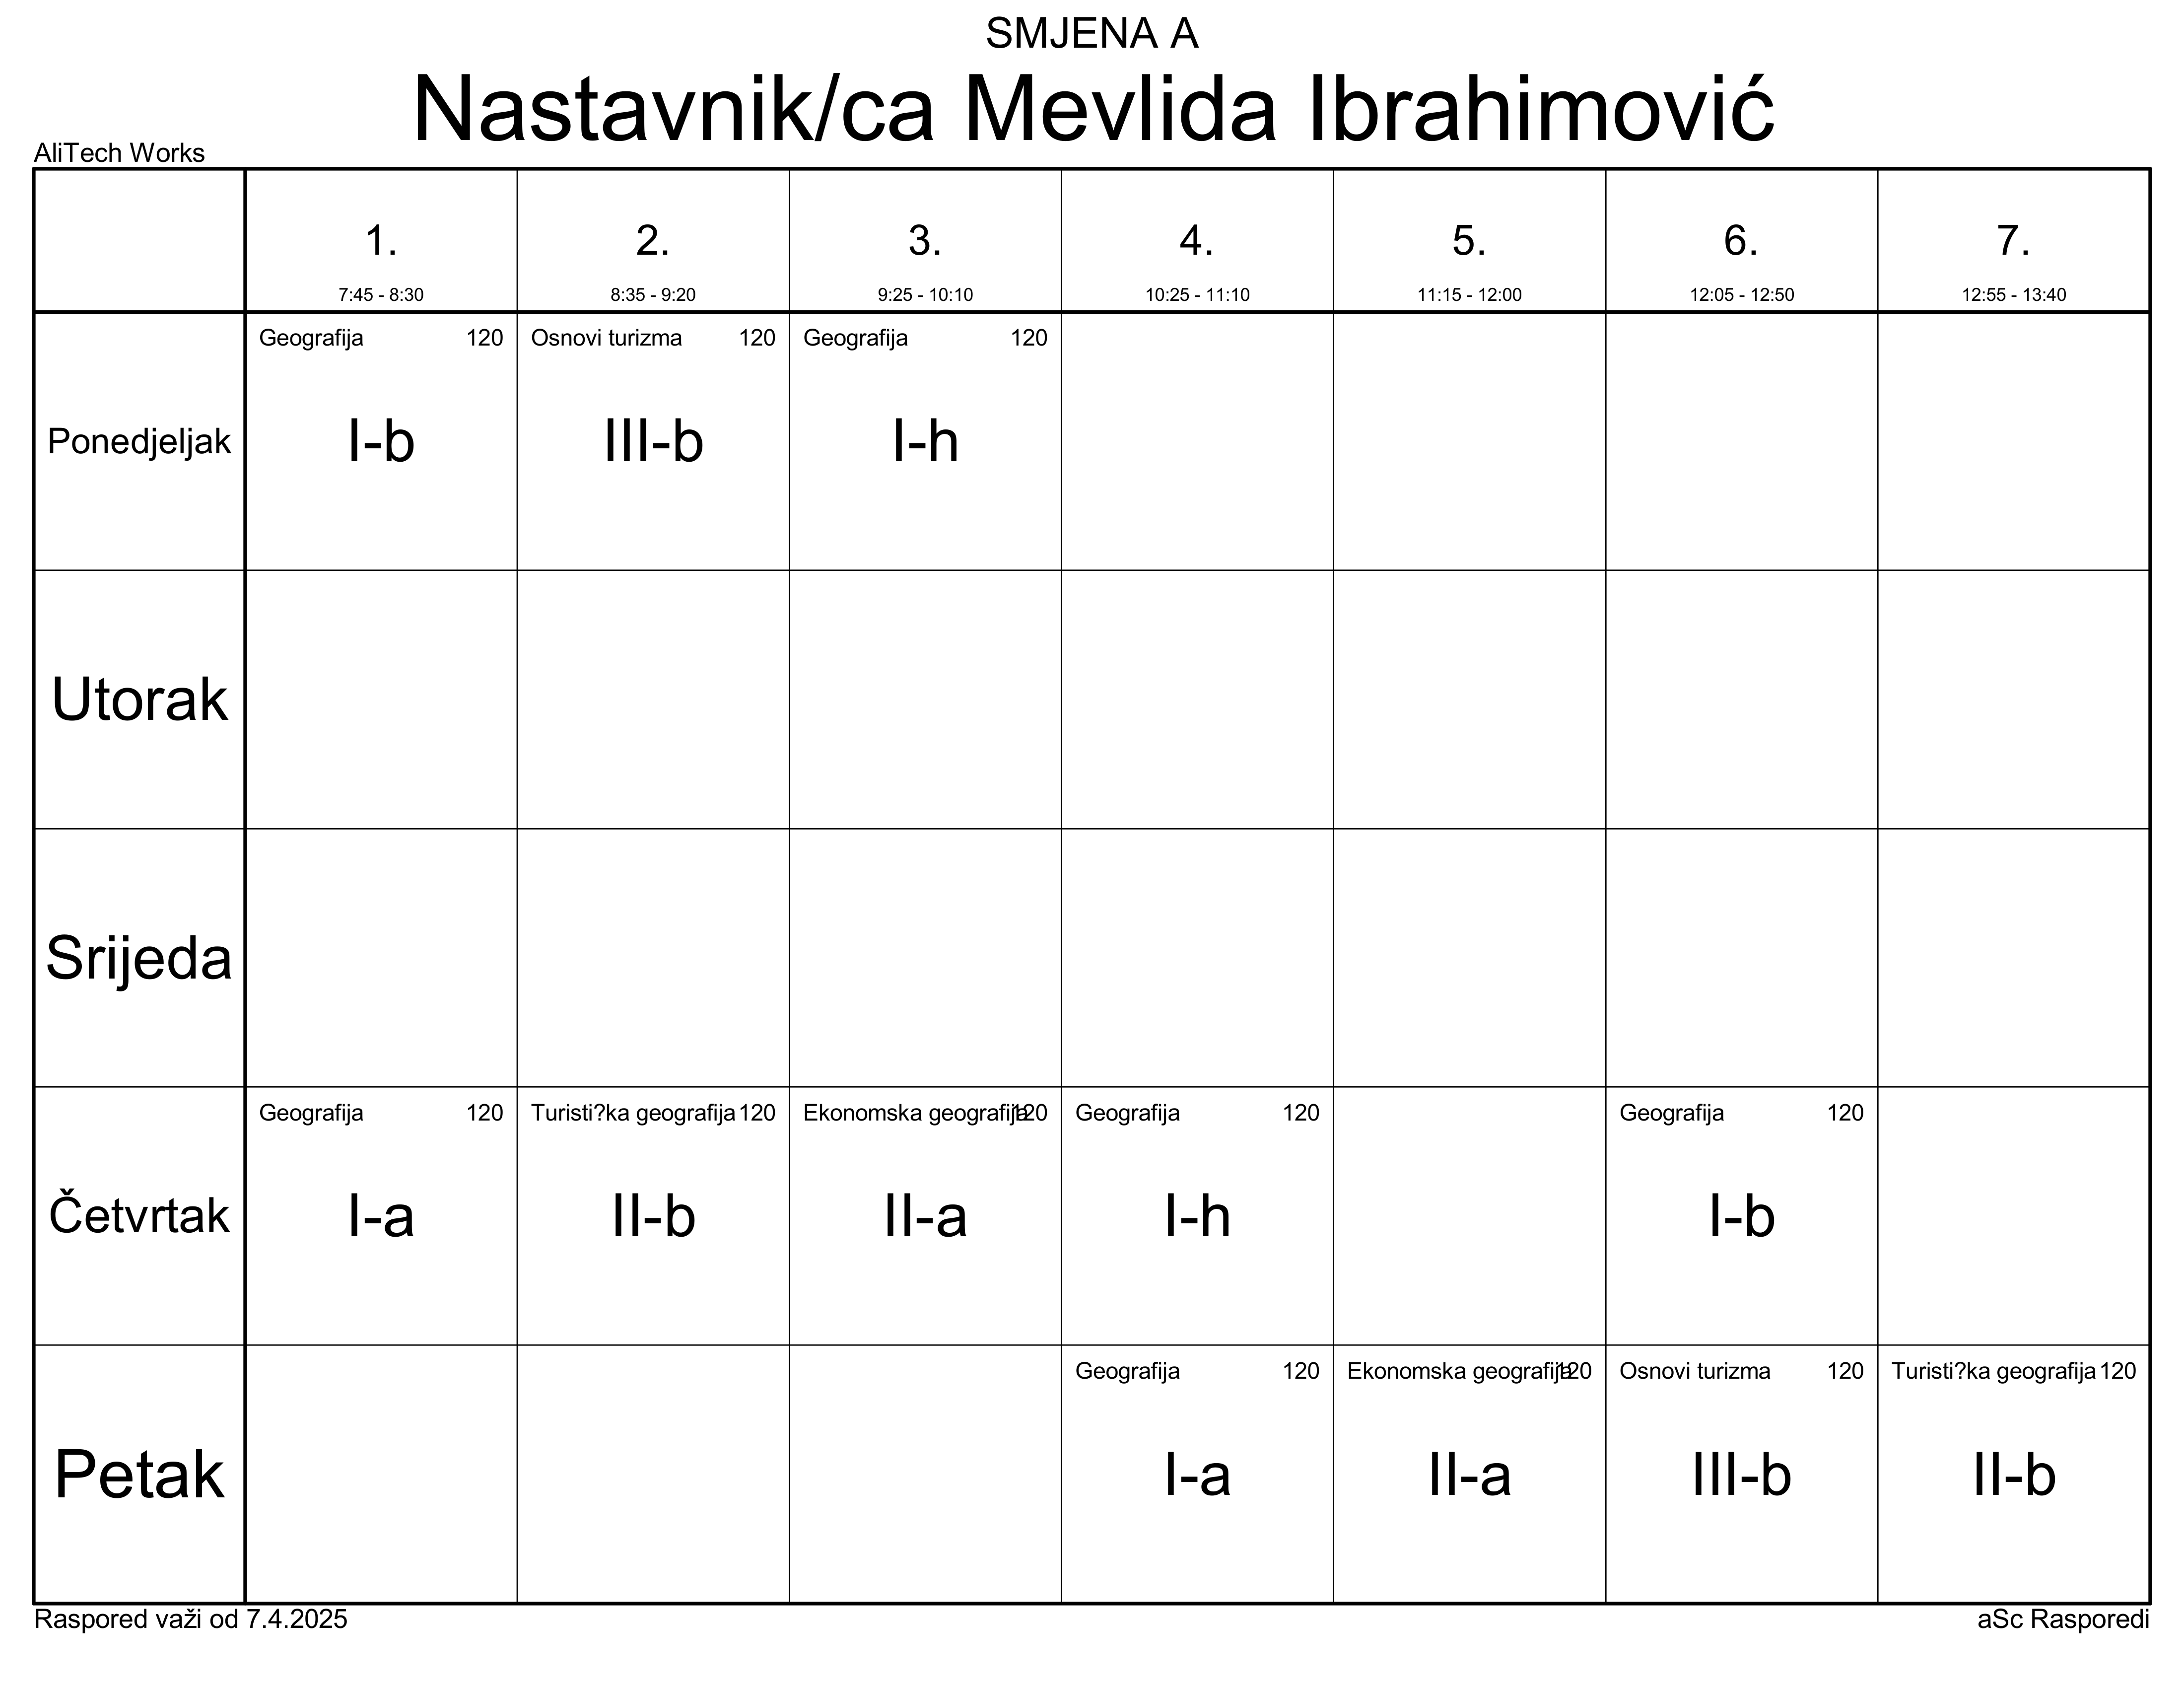 SMJENA A
Nastavnik/ca Mevlida Ibrahimović
AliTech Works
1. 2. 3. 4. 5. 6. 7.
7:45 - 8:30 8:35 - 9:20 9:25 - 10:10 10:25 - 11:10 11:15 - 12:00 12:05 - 12:50 12:55 - 13:40
Geografija 120 Osnovi turizma 120 Geografija 120
Ponedjeljak I-b III-b I-h
Utorak
Srijeda
Geografija 120 Turisti?ka geografija 120 Ekonomska geografija 120 Geografija 120 Geografija 120
Četvrtak I-a II-b II-a I-h I-b
Geografija 120 Ekonomska geografija 120 Osnovi turizma 120 Turisti?ka geografija 120
Petak I-a II-a III-b II-b
Raspored važi od 7.4.2025 aSc Rasporedi